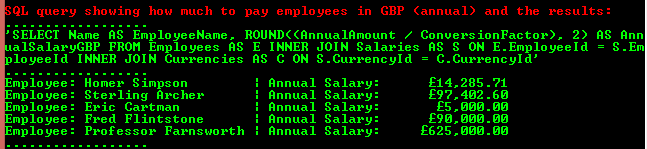 SQL query showing how much to pay employees in GBP (annual) and the results:
-------------------
'SELECT Name AS EmployeeName, ROUND((AnnualAmount / ConversionFactor), 2) AS Ann
ualSalaryGBP FROM Employees AS E INNER JOIN Salaries AS S ON E.EmployeeId = S.Em
ployeeId INNER JOIN Currencies AS C ON S.CurrencyId = C.CurrencyId'
-------------------
Employee: Homer Simpson | Annual Salary: £14,285.71
Employee: Sterling Archer | Annual Salary: £97,402.60
Employee: Eric Cartman | Annual Salary: £5,000.00
Employee: Fred Flintstone | Annual Salary: £90,000.00
Employee: Professor Farnsworth | Annual Salary: £625,000.00
-------------------